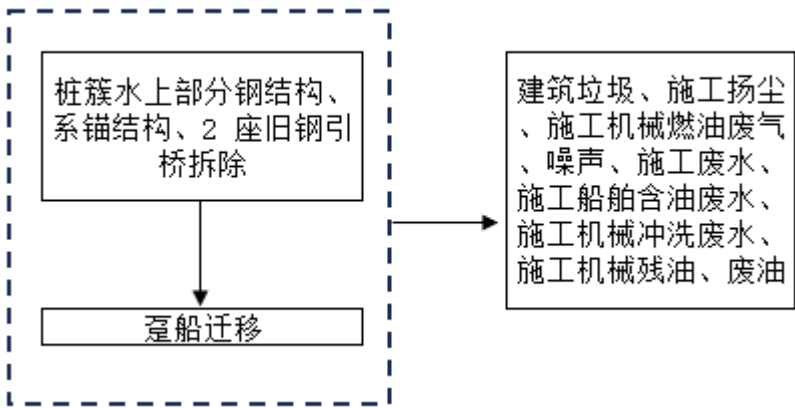 桩簇水上部分钢结构、
系锚结构、2 座旧钢引
桥拆除
趸船迁移
建筑垃圾、施工扬尘
、施工机械燃油废气
、噪声、施工废水、
施工船舶含油废水、
施工机械冲洗废水、
施工机械残油、废油